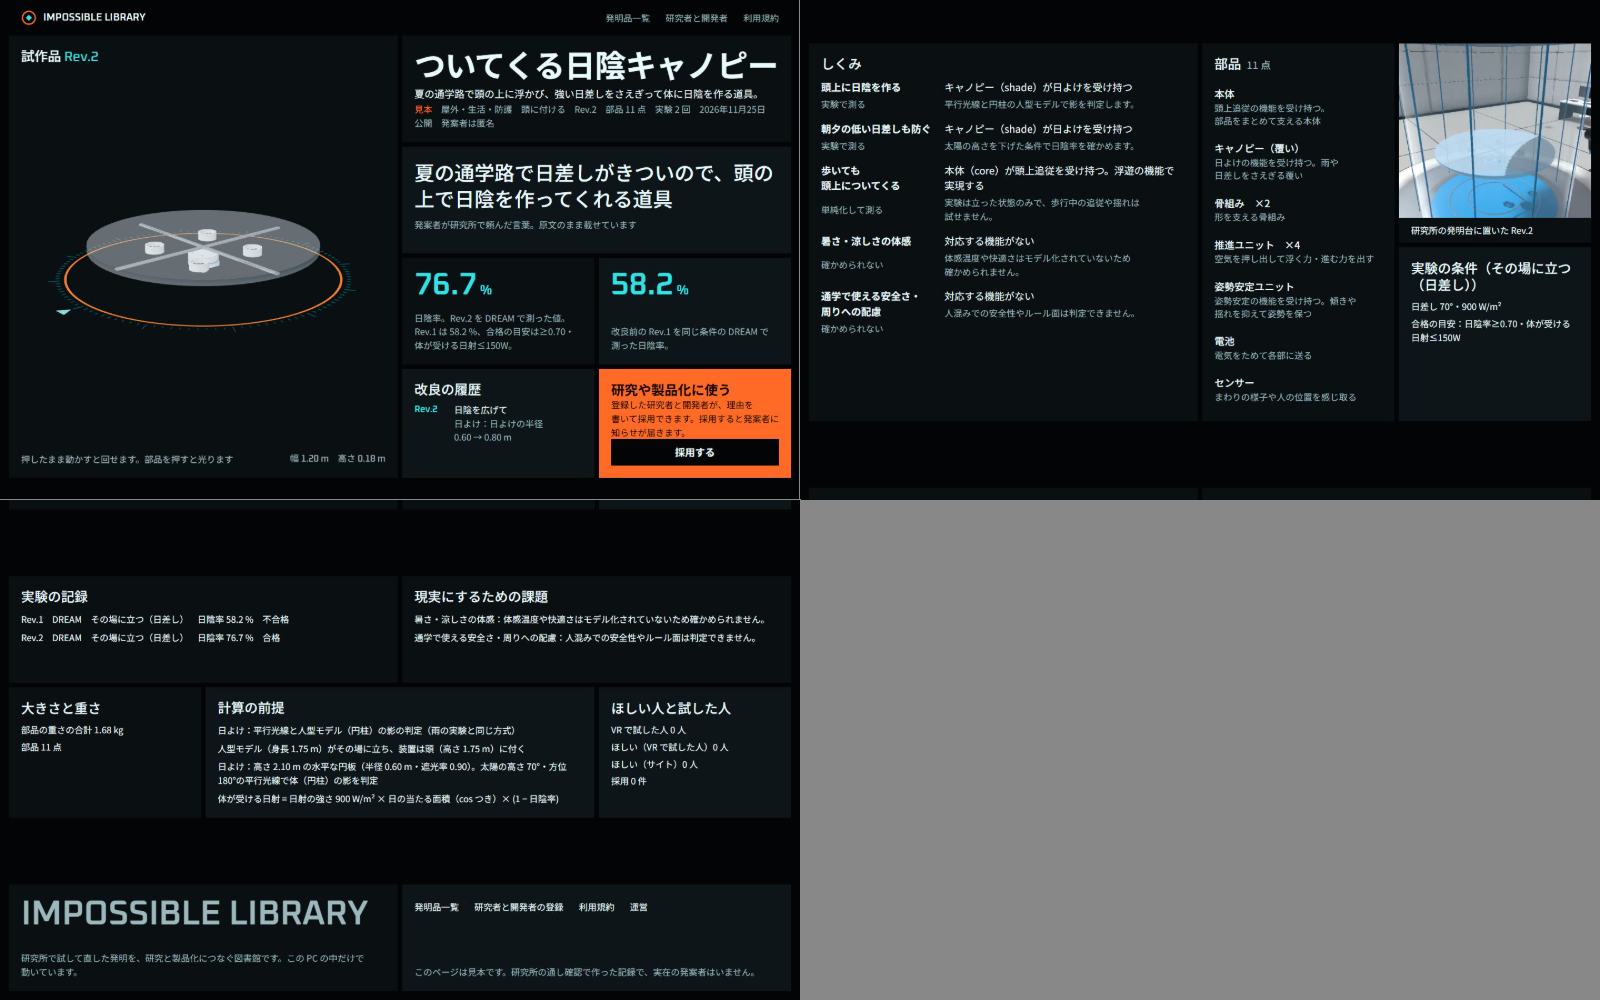 IMPOSSIBLE LIBRARY
発明品一覧 研究者と開発者 利用規約
試作品 Rev.2
押したまま動かすと回せます。部品を押すと光ります
幅 1.20 m 高さ 0.18 m
ついてくる日陰キャノピー
夏の通学路で頭の上に浮かび、強い日差しをさえぎって体に日陰を作る道具。
見本 屋外・生活・防護 頭に付ける Rev.2 部品 11 点 実験 2 回 2026年11月25日
公開 発案者は匿名
夏の通学路で日差しがきついので、頭の
上で日陰を作ってくれる道具
発案者が研究所で頼んだ言葉。原文のまま載せています
76.7 %
日陰率。Rev.2 を DREAM で測った値。
Rev.1 は 58.2 %、合格の目安は≥0.70・
体が受ける日射≤150W。
58.2 %
改良前の Rev.1 を同じ条件の DREAM で
測った日陰率。
改良の履歴
Rev.2 日陰を広げて
日よけ：日よけの半径
0.60 → 0.80 m
研究や製品化に使う
登録した研究者と開発者が、理由を
書いて採用できます。採用すると発案者に
知らせが届きます。
採用する
しくみ
頭上に日陰を作る キャノピー（shade）が日よけを受け持つ
実験で測る 平行光線と円柱の人型モデルで影を判定します。
朝夕の低い日差しも防ぐ キャノピー（shade）が日よけを受け持つ
実験で測る 太陽の高さを下げた条件で日陰率を確かめます。
歩いても 本体（core）が頭上追従を受け持つ。浮遊の機能で
頭上についてくる 実現する
単純化して測る 実験は立った状態のみで、歩行中の追従や揺れは
試せません。
暑さ・涼しさの体感 対応する機能がない
確かめられない 体感温度や快適さはモデル化されていないため
確かめられません。
通学で使える安全さ・ 対応する機能がない
周りへの配慮 人混みでの安全性やルール面は判定できません。
確かめられない
部品 11 点
本体
頭上追従の機能を受け持つ。
部品をまとめて支える本体
キャノピー（覆い）
日よけの機能を受け持つ。雨や
日差しをさえぎる覆い
骨組み ×2
形を支える骨組み
推進ユニット ×4
空気を押し出して浮く力・進む力を出す
姿勢安定ユニット
姿勢安定の機能を受け持つ。傾きや
揺れを抑えて姿勢を保つ
電池
電気をためて各部に送る
センサー
まわりの様子や人の位置を感じ取る
研究所の発明台に置いた Rev.2
実験の条件（その場に立つ
（日差し））
日差し 70°・900 W/m²
合格の目安：日陰率≥0.70・体が受ける
日射≤150W
実験の記録
Rev.1 DREAM その場に立つ（日差し） 日陰率 58.2 % 不合格
Rev.2 DREAM その場に立つ（日差し） 日陰率 76.7 % 合格
現実にするための課題
暑さ・涼しさの体感：体感温度や快適さはモデル化されていないため確かめられません。
通学で使える安全さ・周りへの配慮：人混みでの安全性やルール面は判定できません。
大きさと重さ
部品の重さの合計 1.68 kg
部品 11 点
計算の前提
日よけ：平行光線と人型モデル（円柱）の影の判定（雨の実験と同じ方式）
人型モデル（身長 1.75 m）がその場に立ち、装置は頭（高さ 1.75 m）に付く
日よけ：高さ 2.10 m の水平な円板（半径 0.60 m・遮光率 0.90）。太陽の高さ 70°・方位
180°の平行光線で体（円柱）の影を判定
体が受ける日射 = 日射の強さ 900 W/m² × 日の当たる面積（cos つき）× (1 − 日陰率)
ほしい人と試した人
VR で試した人 0 人
ほしい（VR で試した人）0 人
ほしい（サイト）0 人
採用 0 件
IMPOSSIBLE LIBRARY
研究所で試して直した発明を、研究と製品化につなぐ図書館です。この PC の中だけで
動いています。
発明品一覧 研究者と開発者の登録 利用規約 運営
このページは見本です。研究所の通し確認で作った記録で、実在の発案者はいません。